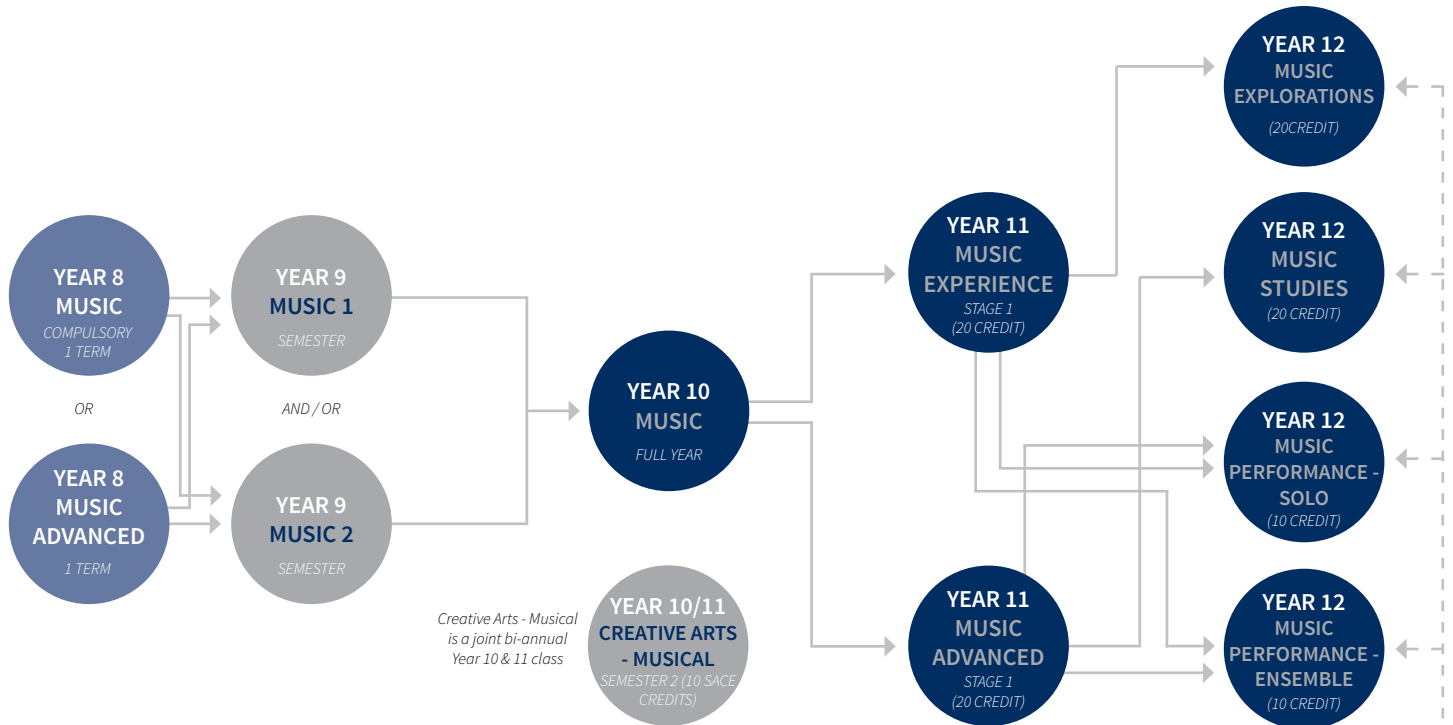 YEAR 8
MUSIC
COMPULSORY
1 TERM
OR
YEAR 8
MUSIC
ADVANCED
1 TERM
YEAR 9
MUSIC 1
SEMESTER
AND / OR
YEAR 9
MUSIC 2
SEMESTER
YEAR 10
MUSIC
FULL YEAR
Creative Arts - Musical
is a joint bi-annual
Year 10 & 11 class
YEAR 10/11
CREATIVE ARTS
- MUSICAL
SEMESTER 2 (10 SACE
CREDITS)
YEAR 11
MUSIC
EXPERIENCE
STAGE 1
(20 CREDIT)
YEAR 11
MUSIC
ADVANCED
STAGE 1
(20 CREDIT)
YEAR 12
MUSIC
EXPLORATIONS
(20CREDIT)
YEAR 12
MUSIC
STUDIES
(20 CREDIT)
YEAR 12
MUSIC
PERFORMANCE -
SOLO
(10 CREDIT)
YEAR 12
MUSIC
PERFORMANCE -
ENSEMBLE
(10 CREDIT)